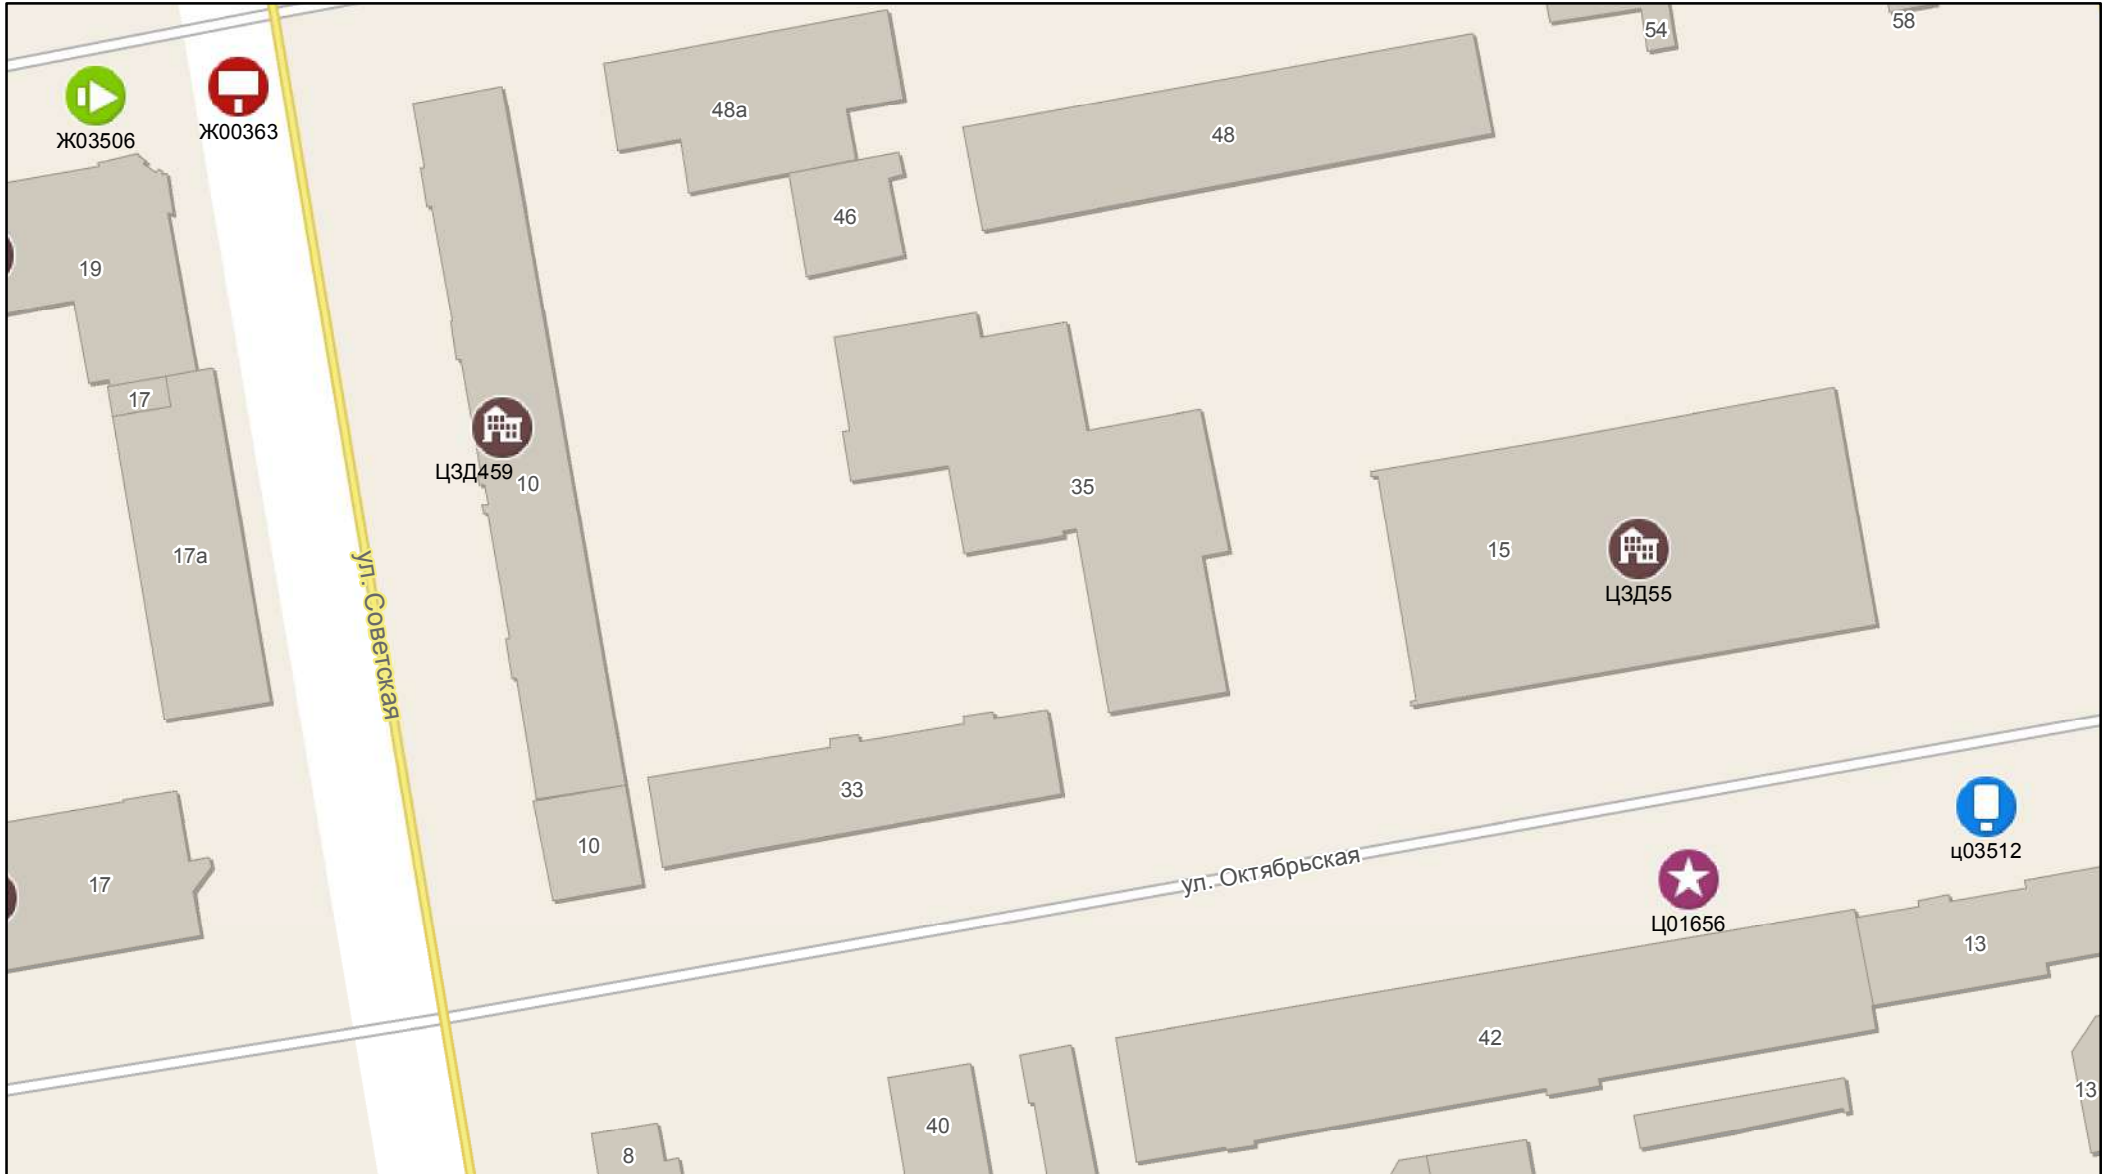 58
54
Ж03506
Ж00363
48а
48
46
19
17
ЦЗД459
10
35
17а
15
ЦЗД55
ул. Советская
33
10
17
ул. Октябрьская
ц03512
Ц01656
13
42
13
40
8